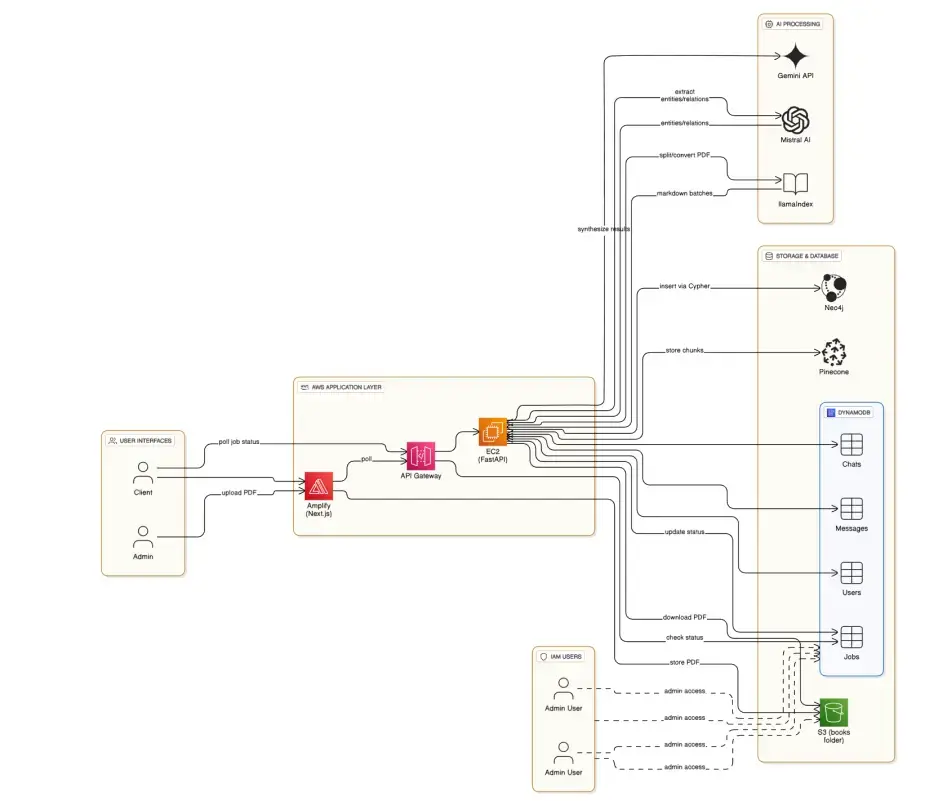 AI PROCESSING
Gemini API
extract
entities/relations
Mistral AI
entities/relations
split/convert PDF
markdown batches
llamaIndex
synthesize results
STORAGE & DATABASE
insert via Cypher
Neo4j
store chunks
Pinecone
AWS APPLICATION LAYER
DYNAMODB
USER INTERFACES
poll job status
Client
upload PDF
Admin
poll
Amplify
(Next.js)
API Gateway
EC2
(FastAPI)
Chats
Messages
update status
Users
download PDF
check status
Jobs
store PDF
IAM USERS
Admin User
admin access
admin access
admin access
admin access
Admin User
S3 (books
folder)